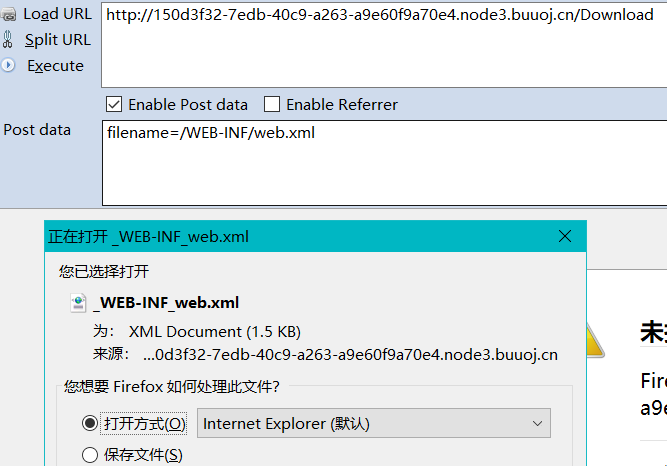 Load URL
http://150d3f32-7edb-40c9-a263-a9e60f9a70e4.node3.buuoj.cn/Download
Split URL
Execute
Enable Post data
Enable Referrer
Post data
filename=/WEB-INF/web.xml
正在打开 _WEB-INF_web.xml
您已选择打开
_WEB-INF_web.xml
为: XML Document (1.5 KB)
来源: ...0d3f32-7edb-40c9-a263-a9e60f9a70e4.node3.buuoj.cn
您想要 Firefox 如何处理此文件?
打开方式(O)
Internet Explorer (默认)
保存文件(S)
未
Fire
a9e